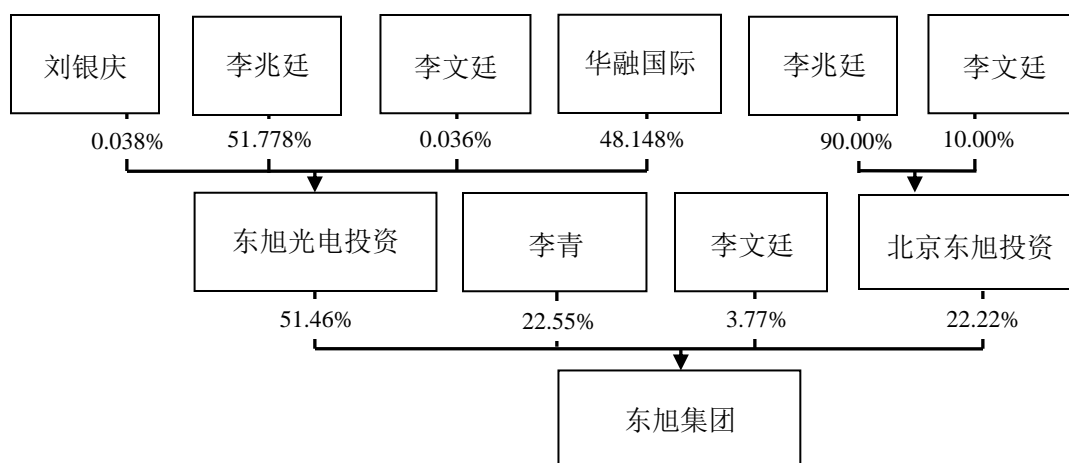 刘银庆 李兆廷 李文廷 华融国际 李兆廷 李文廷
0.038% 51.778% 0.036% 48.148% 90.00% 10.00%
东旭光电投资 李青 李文廷 北京东旭投资
51.46% 22.55% 3.77% 22.22%
东旭集团